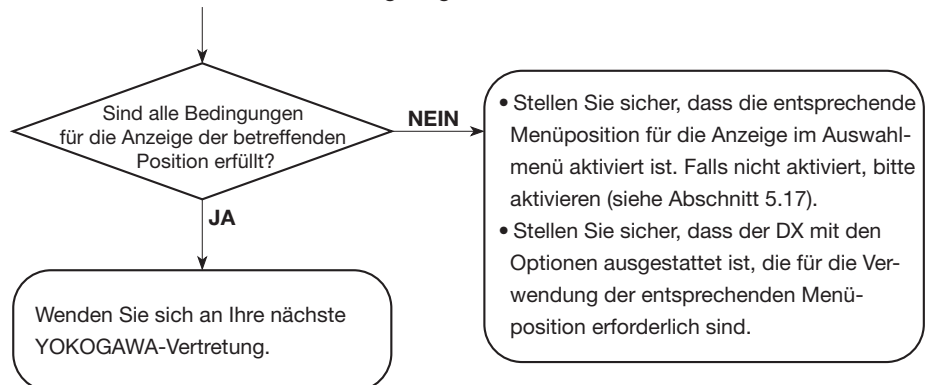 Sind alle Bedingungen
für die Anzeige der betreffenden
Position erfüllt?
NEIN
• Stellen Sie sicher, dass die entsprechende
Menüposition für die Anzeige im Auswahl-
menü aktiviert ist. Falls nicht aktiviert, bitte
aktivieren (siehe Abschnitt 5.17).
• Stellen Sie sicher, dass der DX mit den
Optionen ausgestattet ist, die für die Ver-
wendung der entsprechenden Menü-
position erforderlich sind.
JA
Wenden Sie sich an Ihre nächste
YOKOGAWA-Vertretung.